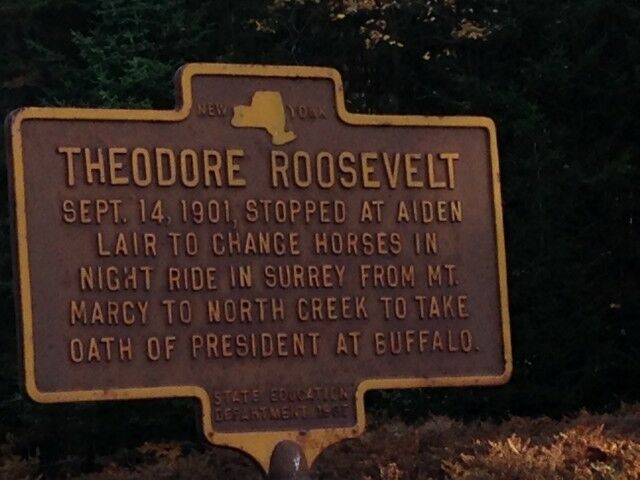 NEW YORK
THEODORE ROOSEVELT
SEPT. 14, 1901, STOPPED AT AIDEN
LAIR TO CHANGE HORSES IN
NIGHT RIDE IN SURREY FROM MT.
MARCY TO NORTH CREEK TO TAKE
OATH OF PRESIDENT AT BUFFALO.
STATE EDUCATION
DEPARTMENT